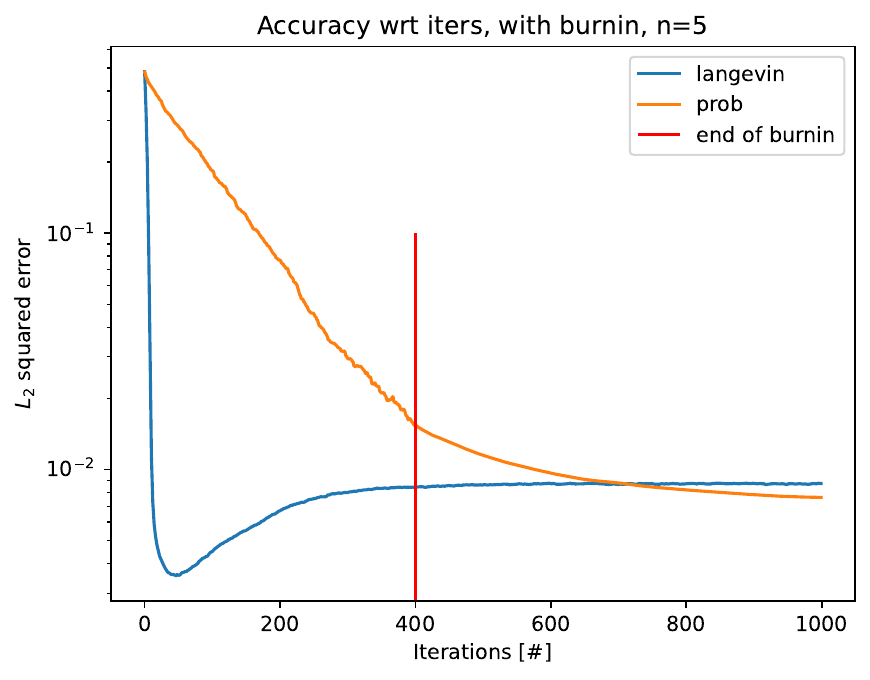 Accuracy wrt iters, with burnin, n=5
langevin
prob
end of burnin
L₂ squared error
10⁻¹
10⁻²
0 200 400 600 800 1000
Iterations [#]